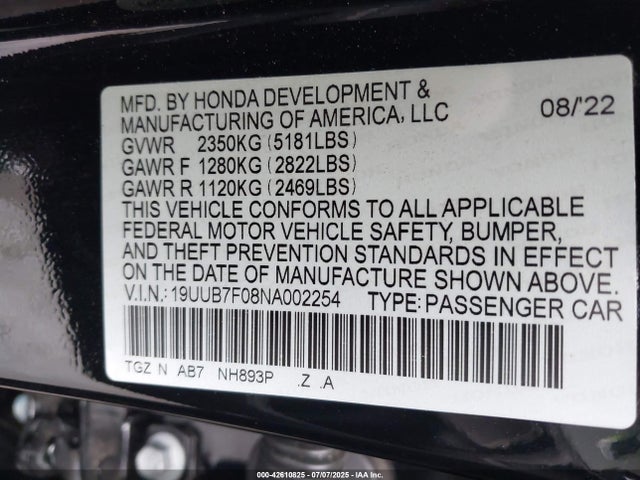 MFD. BY HONDA DEVELOPMENT &
MANUFACTURING OF AMERICA, LLC 08/'22
GVWR 2350KG (5181LBS)
GAWR F 1280KG (2822LBS)
GAWR R 1120KG (2469LBS)
THIS VEHICLE CONFORMS TO ALL APPLICABLE
FEDERAL MOTOR VEHICLE SAFETY, BUMPER,
AND THEFT PREVENTION STANDARDS IN EFFECT
ON THE DATE OF MANUFACTURE SHOWN ABOVE.
V.I.N.: 19UUB7F08NA002254 TYPE: PASSENGER CAR
TGZ N AB7 NH893P .Z .A
000-42610825 - 07/07/2025 - IAAI, Inc.